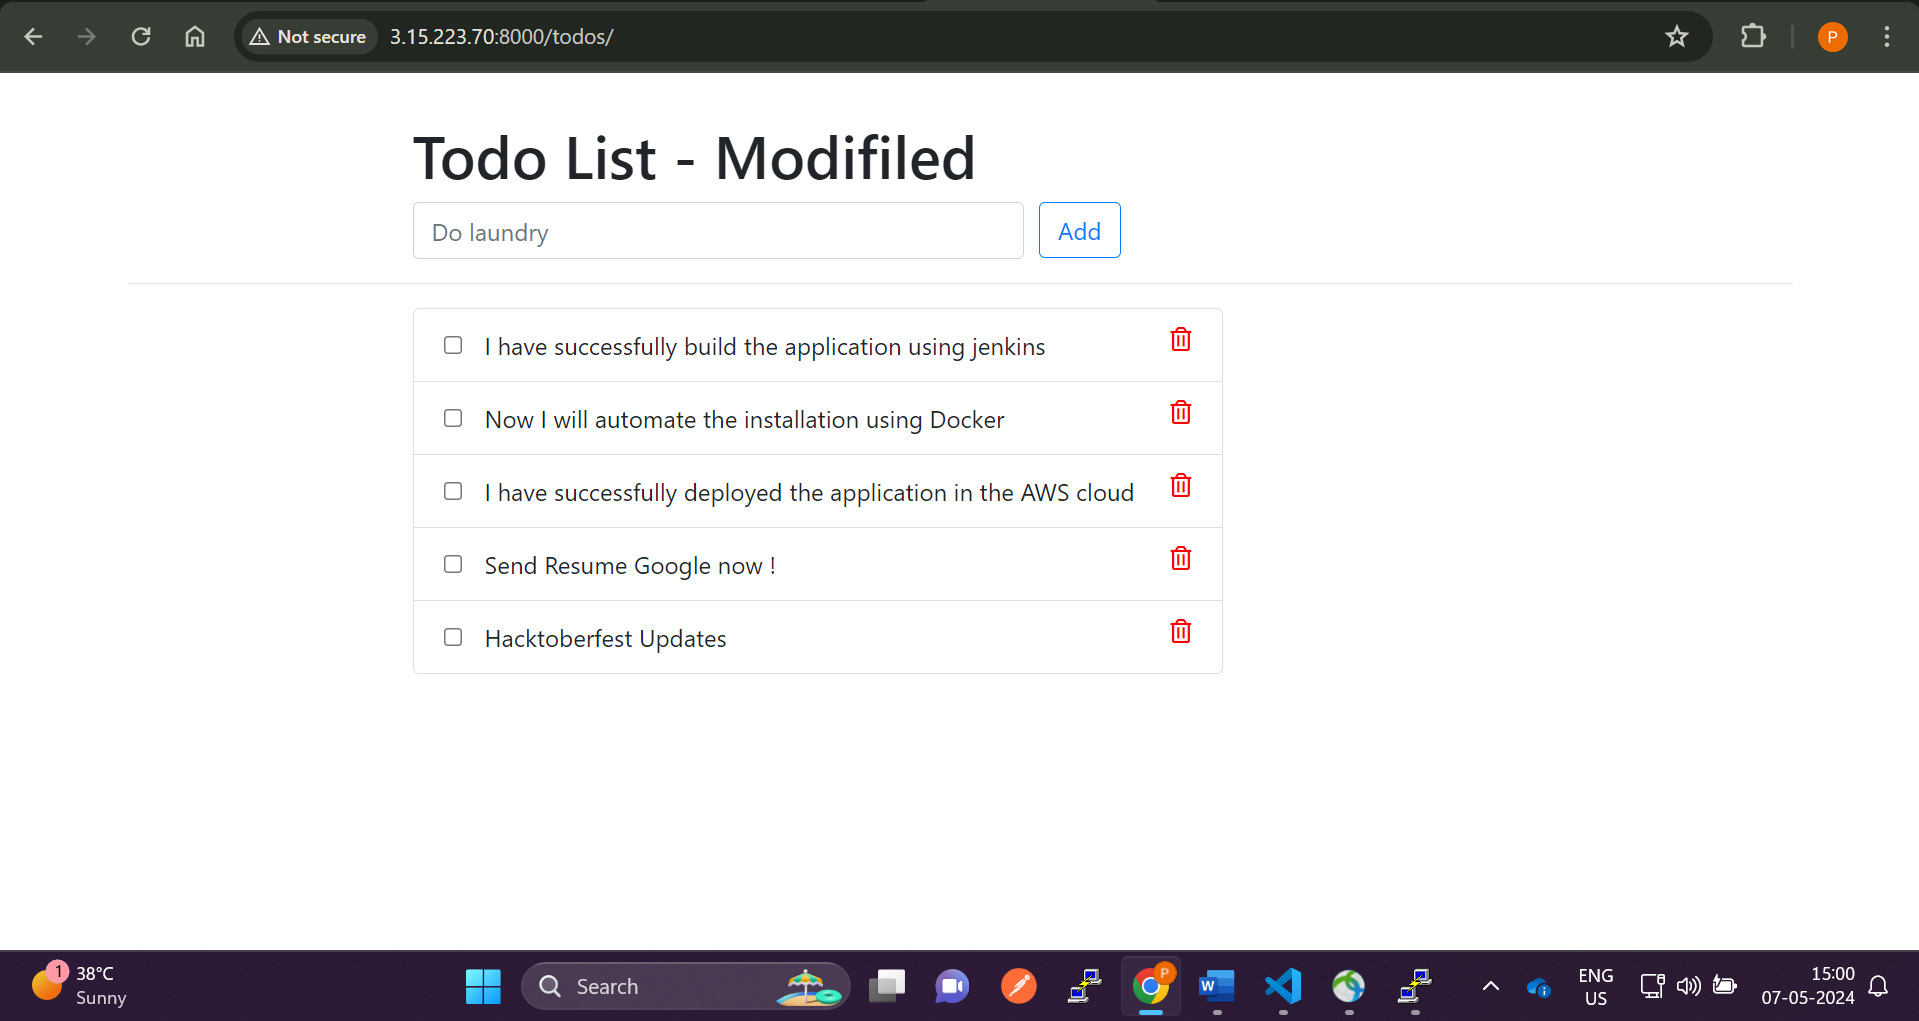 Not secure 3.15.223.70:8000/todos/
P
Todo List - Modifiled
Do laundry
Add
I have successfully build the application using jenkins
Now I will automate the installation using Docker
I have successfully deployed the application in the AWS cloud
Send Resume Google now !
Hacktoberfest Updates
1
38°C
Sunny
Search
P
W
ENG
US
15:00
07-05-2024